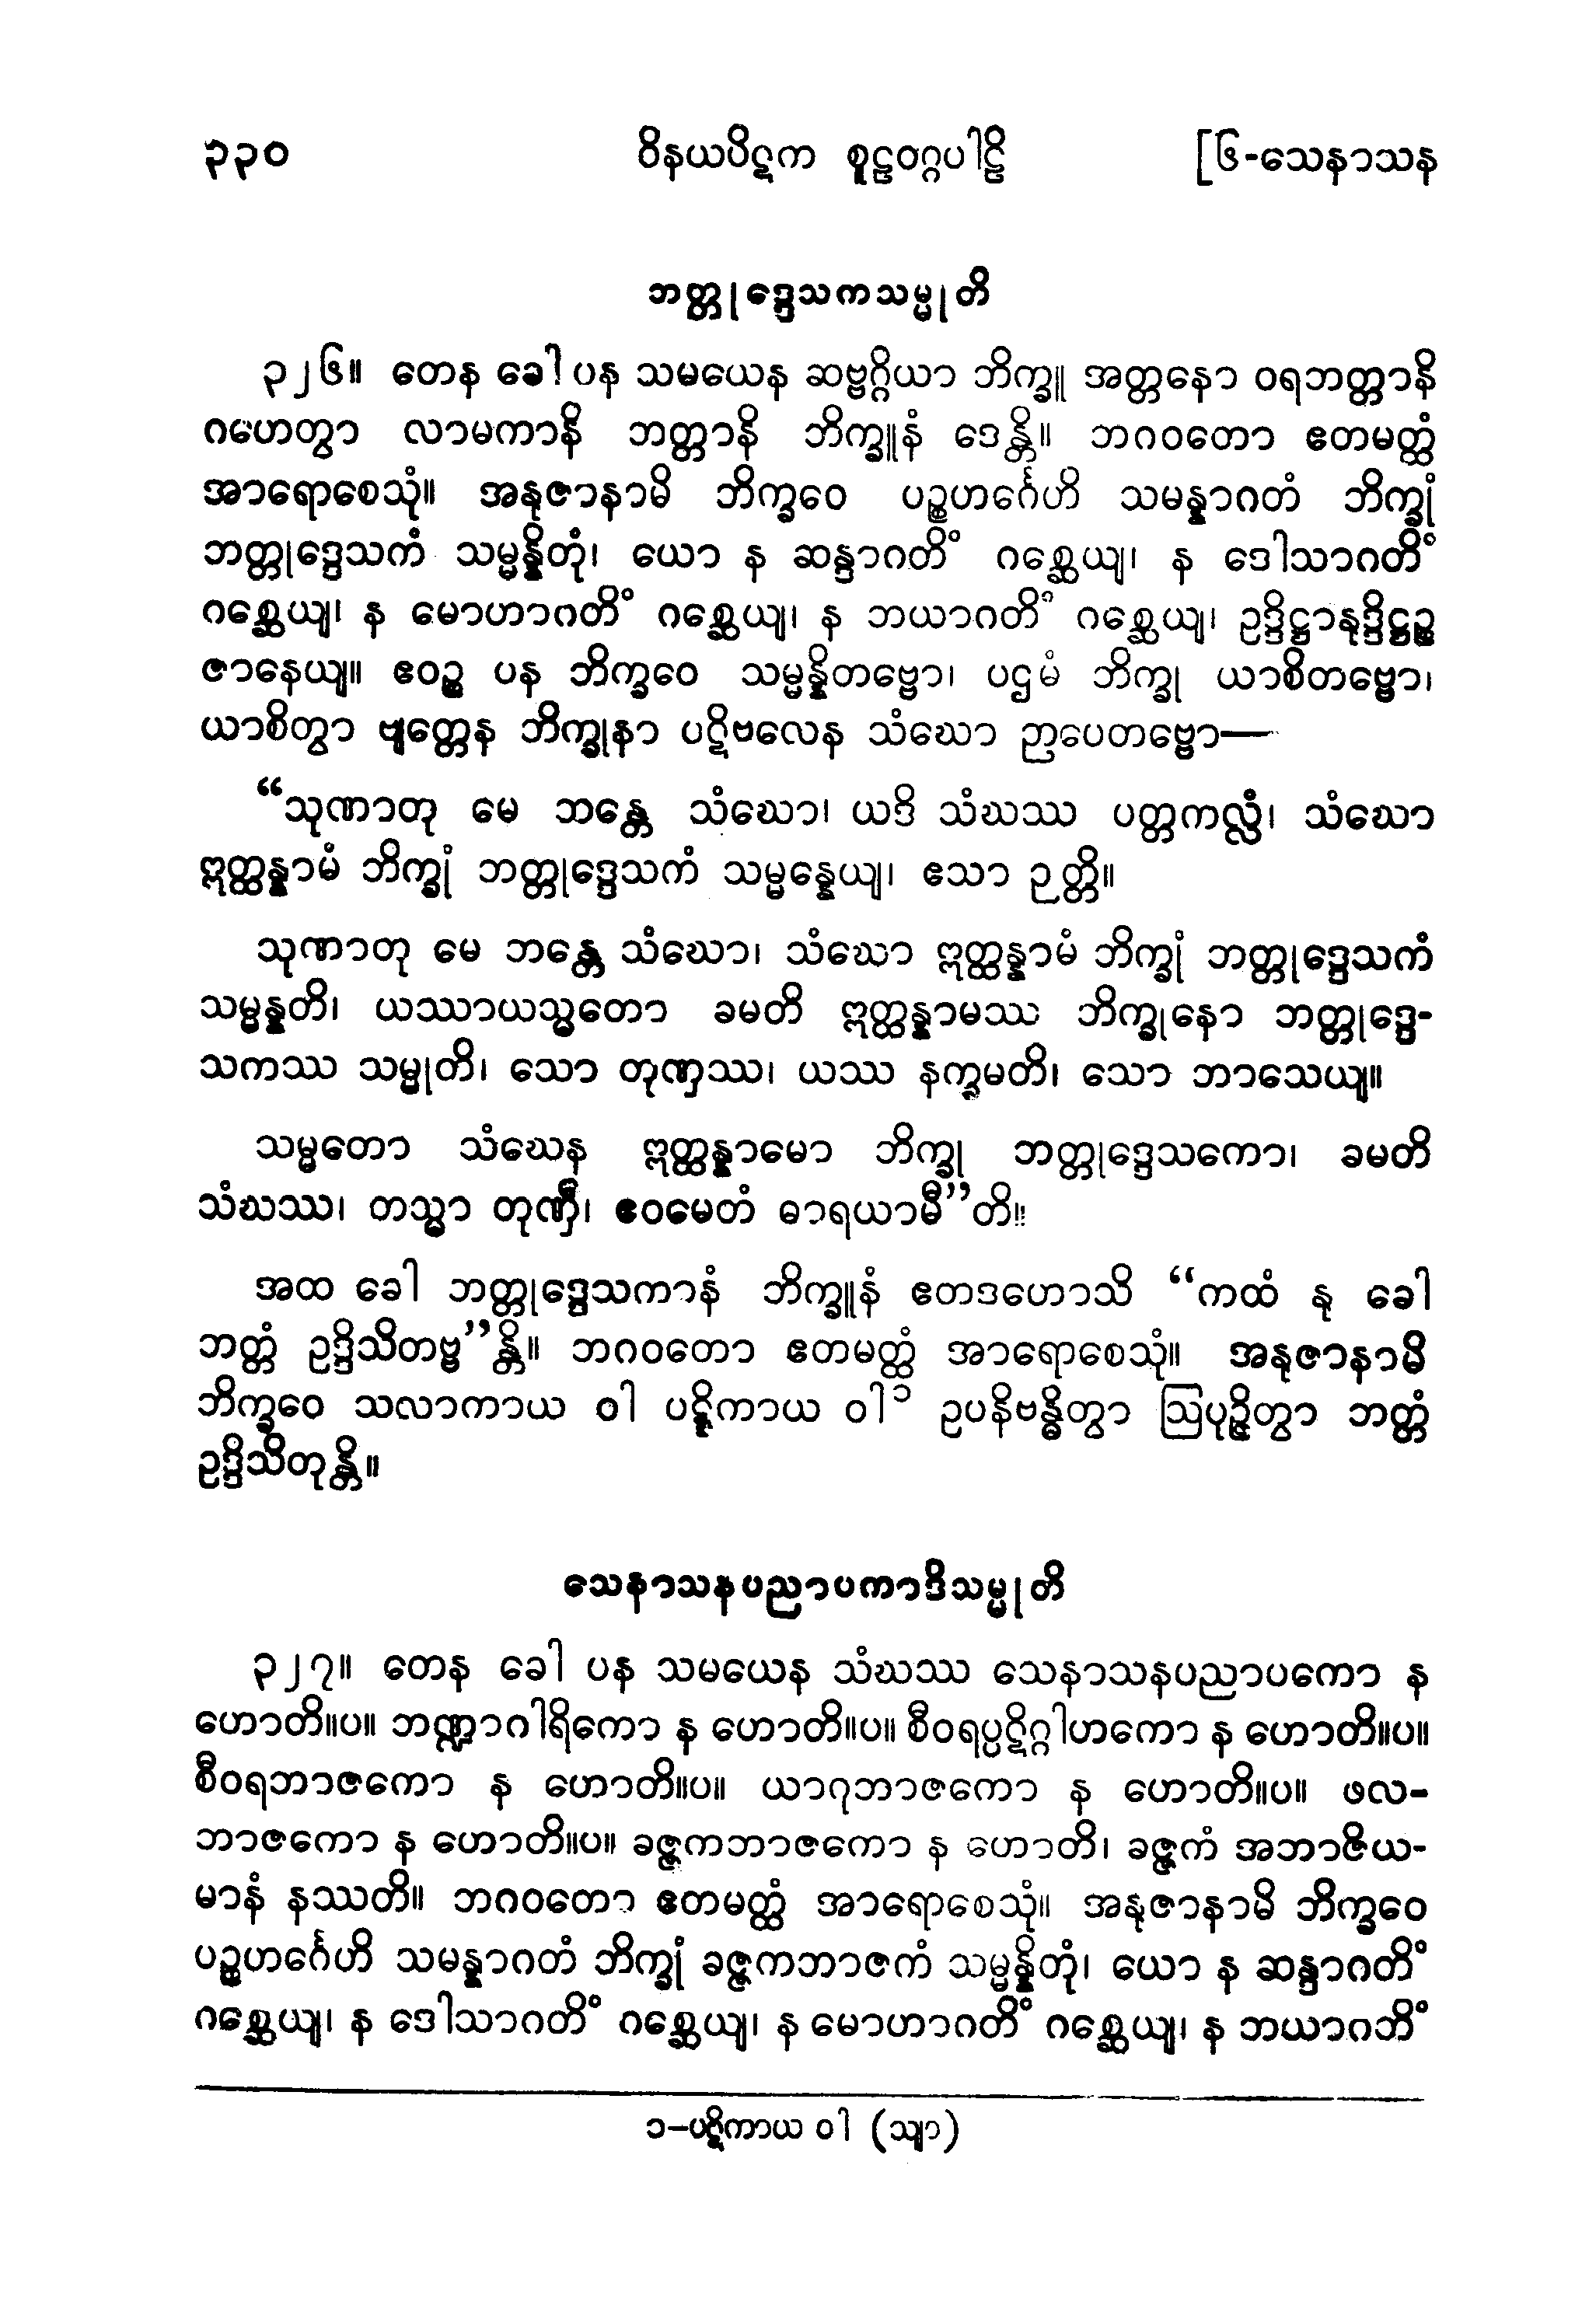 ၃၃၀ ဝိနယပိဋက စူဠဝဂ္ဂပါဠိ [၆-သေနာသန
ဘတ္တုဒ္ဒေသကသမ္မုတိ
၃၂၆။ တေန ခေါ ပန သမယေန ဆဗ္ဗဂ္ဂိယာ ဘိက္ခူ အတ္တနော ဝရဘတ္တာနိ
ဂဟေတွာ လာမကာနိ ဘတ္တာနိ ဘိက္ခူနံ ဒေန္တိ။ ဘဂဝတော ဧတမတ္ထံ
အာရောစေသုံ။ အနုဇာနာမိ ဘိက္ခဝေ ပဉ္စဟင်္ဂေဟိ သမန္နာဂတံ ဘိက္ခုံ
ဘတ္တုဒ္ဒေသကံ သမ္မန္နိတုံ၊ ယော န ဆန္ဒာဂတိံ ဂစ္ဆေယျ၊ န ဒေါသာဂတိံ
ဂစ္ဆေယျ၊ န မောဟာဂတိံ ဂစ္ဆေယျ၊ န ဘယာဂတိံ ဂစ္ဆေယျ၊ ဥဒ္ဒိဋ္ဌာနုဒ္ဒိဋ္ဌဉ္စ
ဇာနေယျ။ ဧဝဉ္စ ပန ဘိက္ခဝေ သမ္မန္နိတဗ္ဗော၊ ပဌမံ ဘိက္ခု ယာစိတဗ္ဗော၊
ယာစိတွာ ဗျတ္တေန ဘိက္ခုနာ ပဋိဗလေန သံဃော ဉာပေတဗ္ဗော—
“သုဏာတု မေ ဘန္တေ သံဃော၊ ယဒိ သံဃဿ ပတ္တကလ္လံ၊ သံဃော
ဣတ္ထန္နာမံ ဘိက္ခုံ ဘတ္တုဒ္ဒေသကံ သမ္မန္နေယျ၊ ဧသာ ဉတ္တိ။
သုဏာတု မေ ဘန္တေ သံဃော၊ သံဃော ဣတ္ထန္နာမံ ဘိက္ခုံ ဘတ္တုဒ္ဒေသကံ
သမ္မန္နတိ၊ ယဿာယသ္မတော ခမတိ ဣတ္ထန္နာမဿ ဘိက္ခုနော ဘတ္တုဒ္ဒေ-
သကဿ သမ္မုတိ၊ သော တုဏှဿ၊ ယဿ နက္ခမတိ၊ သော ဘာသေယျ။
သမ္မတော သံဃေန ဣတ္ထန္နာမော ဘိက္ခု ဘတ္တုဒ္ဒေသကော၊ ခမတိ
သံဃဿ၊ တသ္မာ တုဏှီ၊ ဧဝမေတံ ဓာရယာမီ”တိ။
အထ ခေါ ဘတ္တုဒ္ဒေသကာနံ ဘိက္ခူနံ ဧတဒဟောသိ “ကထံ နု ခေါ
ဘတ္တံ ဥဒ္ဒိသိတဗ္ဗ”န္တိ။ ဘဂဝတော ဧတမတ္ထံ အာရောစေသုံ။ အနုဇာနာမိ
ဘိက္ခဝေ သလာကာယ ဝါ ပဋ္ဋိကာယ ဝါ၁ ဥပနိဗန္ဓိတွာ ဩပုဉ္ဇိတွာ ဘတ္တံ
ဥဒ္ဒိသိတုန္တိ။
သေနာသနပညာပကာဒိသမ္မုတိ
၃၂၇။ တေန ခေါ ပန သမယေန သံဃဿ သေနာသနပညာပကော န
ဟောတိ။ပ။ ဘဏ္ဍာဂါရိကော န ဟောတိ။ပ။ စီဝရပ္ပဋိဂ္ဂါဟကော န ဟောတိ။ပ။
စီဝရဘာဇကော န ဟောတိ။ပ။ ယာဂုဘာဇကော န ဟောတိ။ပ။ ဖလ-
ဘာဇကော န ဟောတိ။ပ။ ခဇ္ဇကဘာဇကော န ဟောတိ၊ ခဇ္ဇကံ အဘာဇိယ-
မာနံ နဿတိ။ ဘဂဝတော ဧတမတ္ထံ အာရောစေသုံ။ အနုဇာနာမိ ဘိက္ခဝေ
ပဉ္စဟင်္ဂေဟိ သမန္နာဂတံ ဘိက္ခုံ ခဇ္ဇကဘာဇကံ သမ္မန္နိတုံ၊ ယော န ဆန္ဒာဂတိံ
ဂစ္ဆေယျ၊ န ဒေါသာဂတိံ ဂစ္ဆေယျ၊ န မောဟာဂတိံ ဂစ္ဆေယျ၊ န ဘယာဂဘိံ
၁–ပဋိကာယ ဝါ (သျာ)